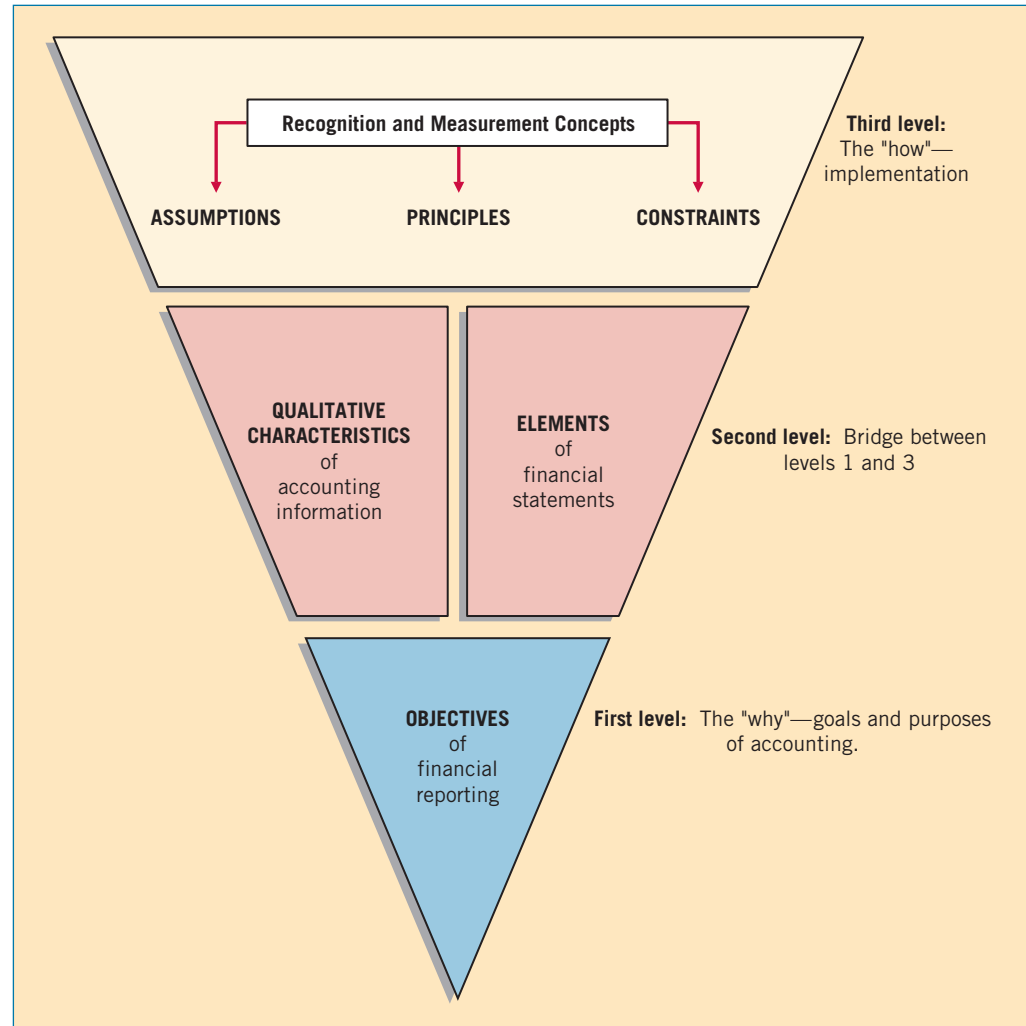 Recognition and Measurement Concepts
ASSUMPTIONS
PRINCIPLES
CONSTRAINTS
Third level:
The "how"—
implementation
QUALITATIVE
CHARACTERISTICS
of
accounting
information
ELEMENTS
of
financial
statements
Second level: Bridge between
levels 1 and 3
OBJECTIVES
of
financial
reporting
First level: The "why"—goals and purposes
of accounting.